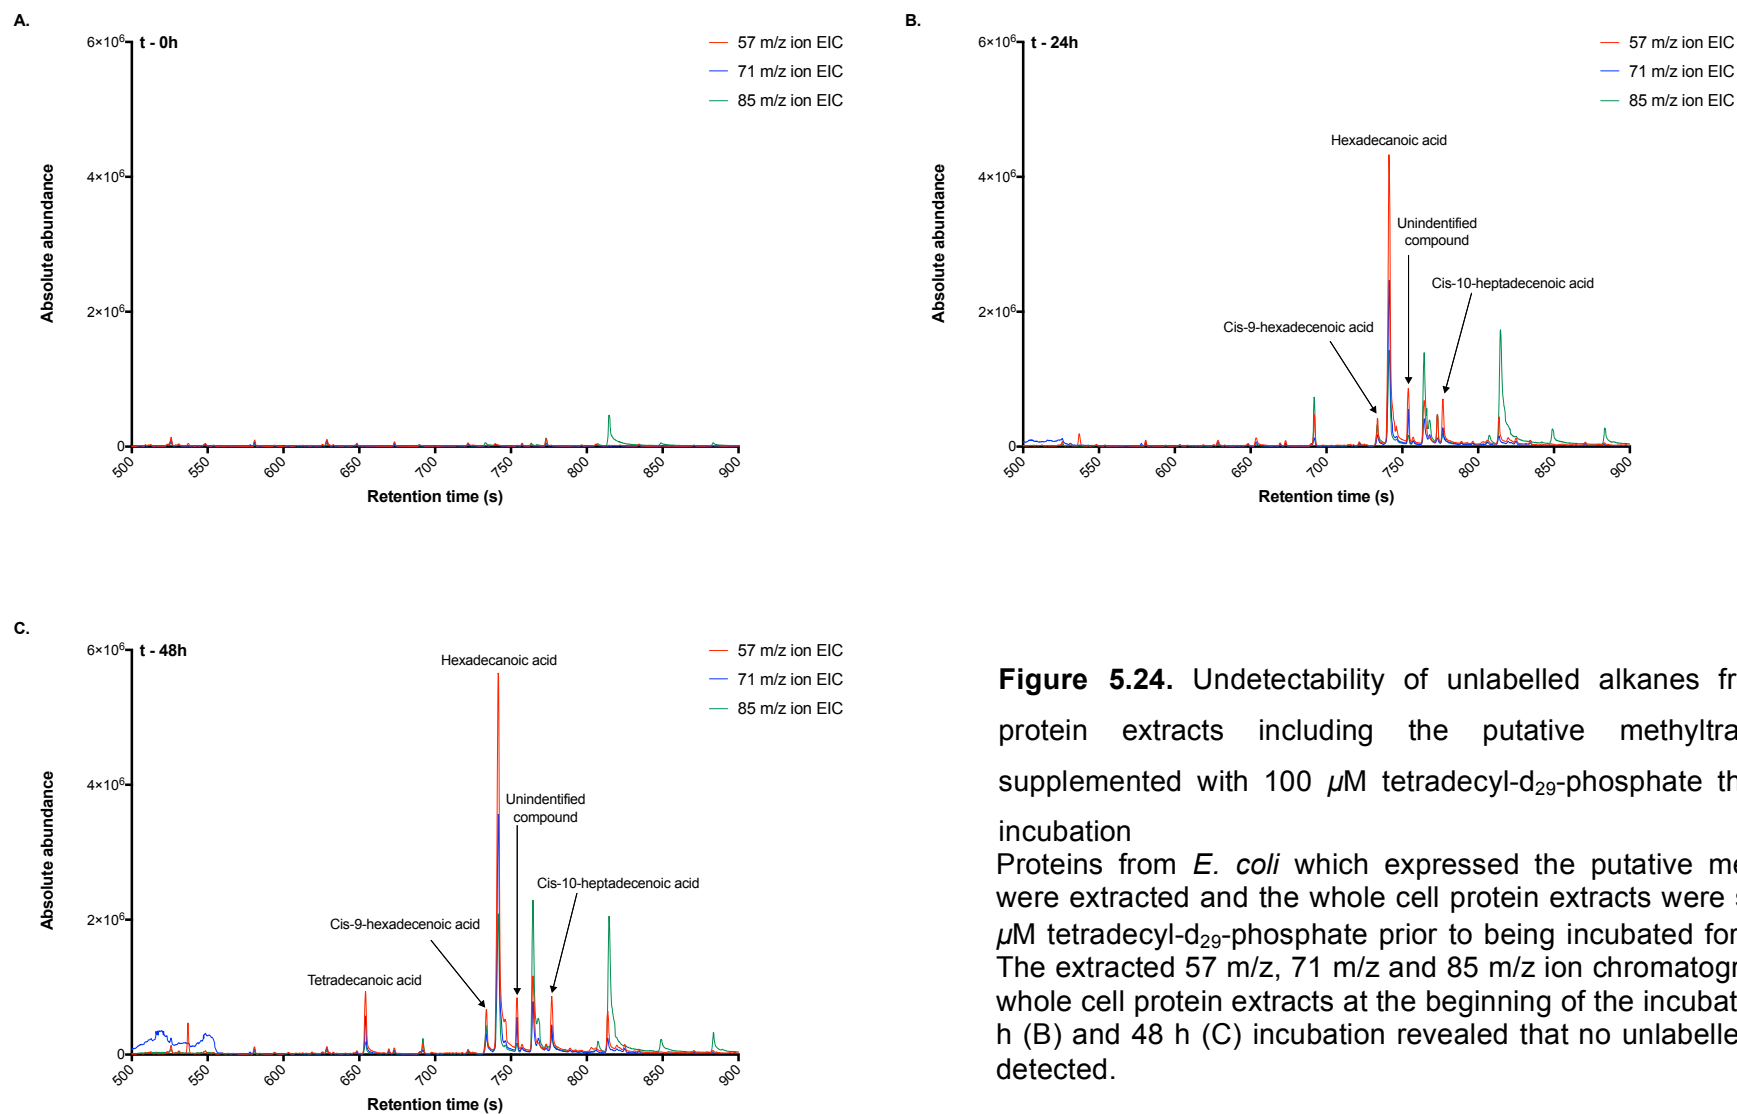 A.
t - 0h
57 m/z ion EIC
71 m/z ion EIC
85 m/z ion EIC
6×10⁶
4×10⁶
2×10⁶
0
Absolute abundance
500 550 600 650 700 750 800 850 900
Retention time (s)
B.
t - 24h
57 m/z ion EIC
71 m/z ion EIC
85 m/z ion EIC
6×10⁶
4×10⁶
2×10⁶
0
Absolute abundance
Hexadecanoic acid
Unindentified
compound
Cis-10-heptadecenoic acid
Cis-9-hexadecenoic acid
500 550 600 650 700 750 800 850 900
Retention time (s)
C.
t - 48h
57 m/z ion EIC
71 m/z ion EIC
85 m/z ion EIC
6×10⁶
4×10⁶
2×10⁶
0
Absolute abundance
Hexadecanoic acid
Unindentified
compound
Cis-10-heptadecenoic acid
Cis-9-hexadecenoic acid
Tetradecanoic acid
500 550 600 650 700 750 800 850 900
Retention time (s)
Figure 5.24. Undetectability of unlabelled alkanes fr
protein extracts including the putative methyltra
supplemented with 100 µM tetradecyl-d₂₉-phosphate th
incubation
Proteins from E. coli which expressed the putative me
were extracted and the whole cell protein extracts were s
µM tetradecyl-d₂₉-phosphate prior to being incubated for
The extracted 57 m/z, 71 m/z and 85 m/z ion chromatogr
whole cell protein extracts at the beginning of the incubat
h (B) and 48 h (C) incubation revealed that no unlabelle
detected.